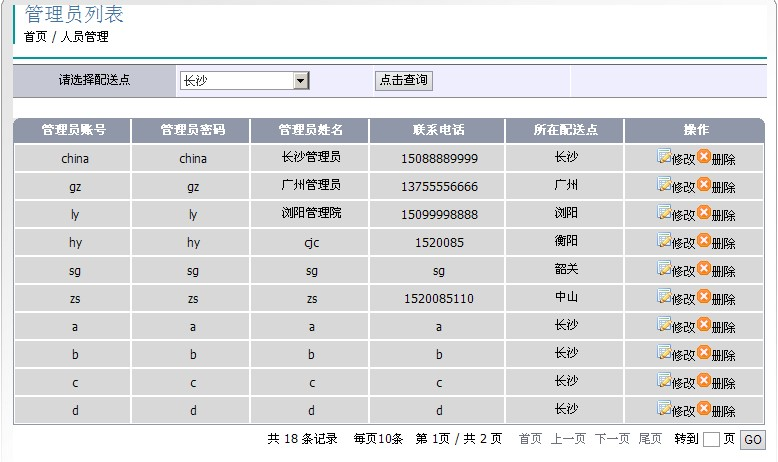 管理员列表
首页 / 人员管理
请选择配送点 长沙 点击查询
管理员账号 管理员密码 管理员姓名 联系电话 所在配送点 操作
china china 长沙管理员 15088889999 长沙 修改 删除
gz gz 广州管理员 13755556666 广州 修改 删除
ly ly 浏阳管理院 15099998888 浏阳 修改 删除
hy hy cjc 1520085 衡阳 修改 删除
sg sg sg sg 韶关 修改 删除
zs zs zs 1520085110 中山 修改 删除
a a a a 长沙 修改 删除
b b b b 长沙 修改 删除
c c c c 长沙 修改 删除
d d d d 长沙 修改 删除
共 18 条记录 每页10条 第 1页 / 共 2 页 首页 上一页 下一页 尾页 转到 页 GO